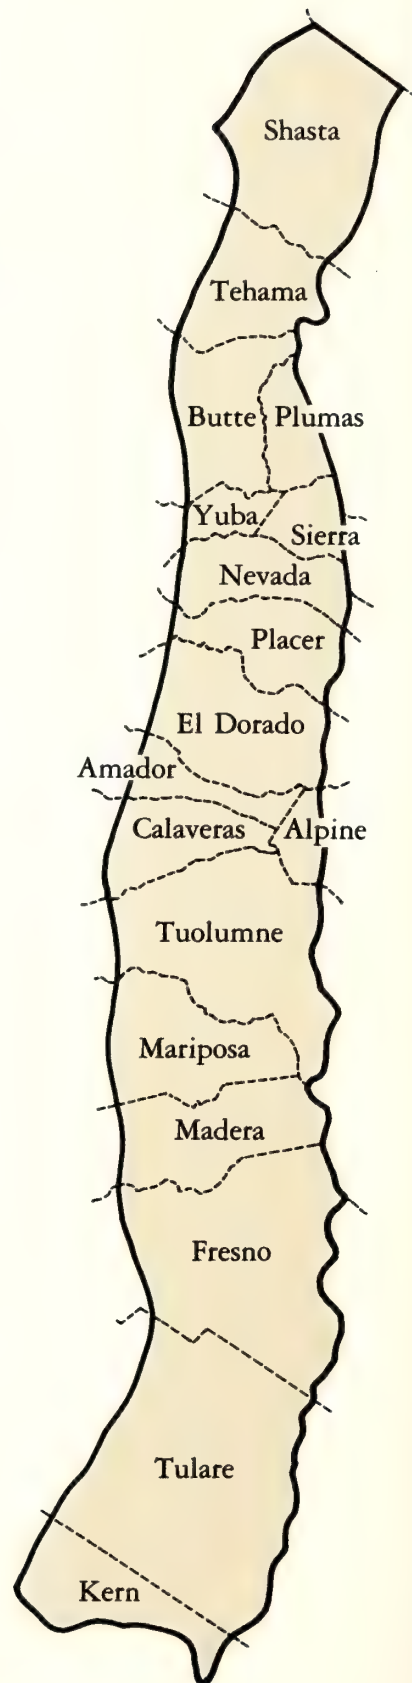 Shasta
Tehama
Butte
Plumas
Yuba
Sierra
Nevada
Placer
El Dorado
Amador
Calaveras
Alpine
Tuolumne
Mariposa
Madera
Fresno
Tulare
Kern